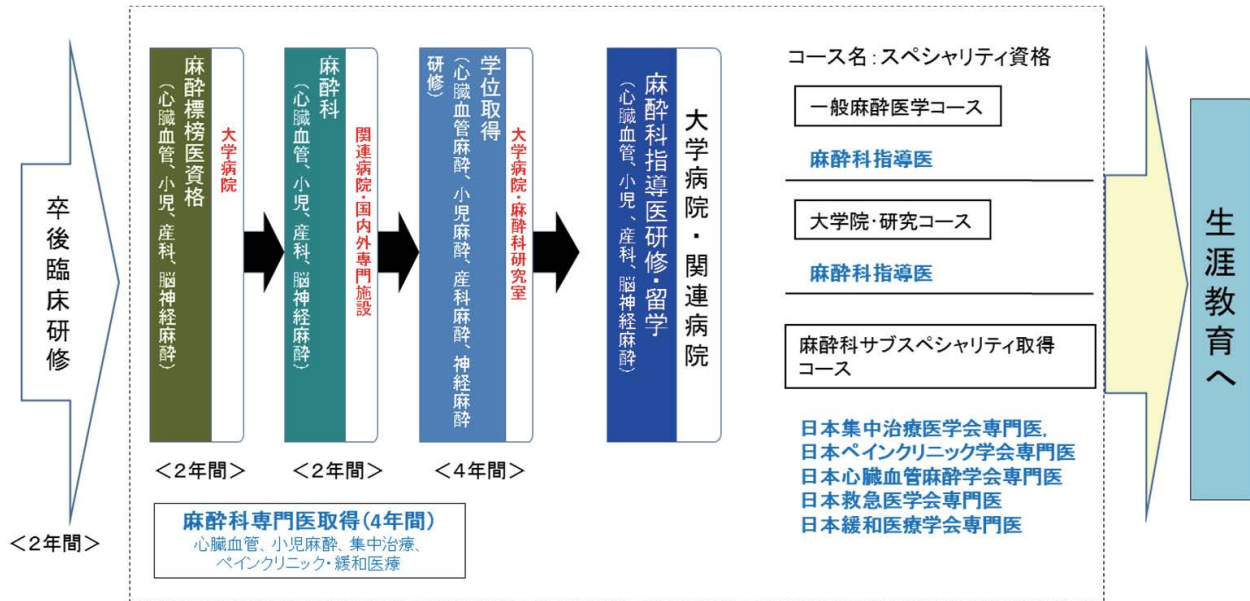 卒後臨床研修
<2年間>
麻酔標榜医資格
(心臓血管、小児、産科、脳神経麻酔)
大学病院
<2年間>
麻酔科
(心臓血管、小児、産科、脳神経麻酔)
関連病院・国内外専門施設
<2年間>
学位取得
(心臓血管麻酔、小児麻酔、産科麻酔、神経麻酔
研修)
大学病院・麻酔科研究室
<4年間>
麻酔科専門医取得(4年間)
心臓血管、小児麻酔、集中治療、
ペインクリニック・緩和医療
麻酔科指導医研修・留学
(心臓血管、小児、産科、脳神経麻酔)
大学病院・関連病院
コース名:スペシャリティ資格
一般麻酔医学コース
麻酔科指導医
大学院・研究コース
麻酔科指導医
麻酔科サブスペシャリティ取得
コース
日本集中治療医学会専門医,
日本ペインクリニック学会専門医
日本心臓血管麻酔学会専門医
日本救急医学会専門医
日本緩和医療学会専門医
生涯教育へ